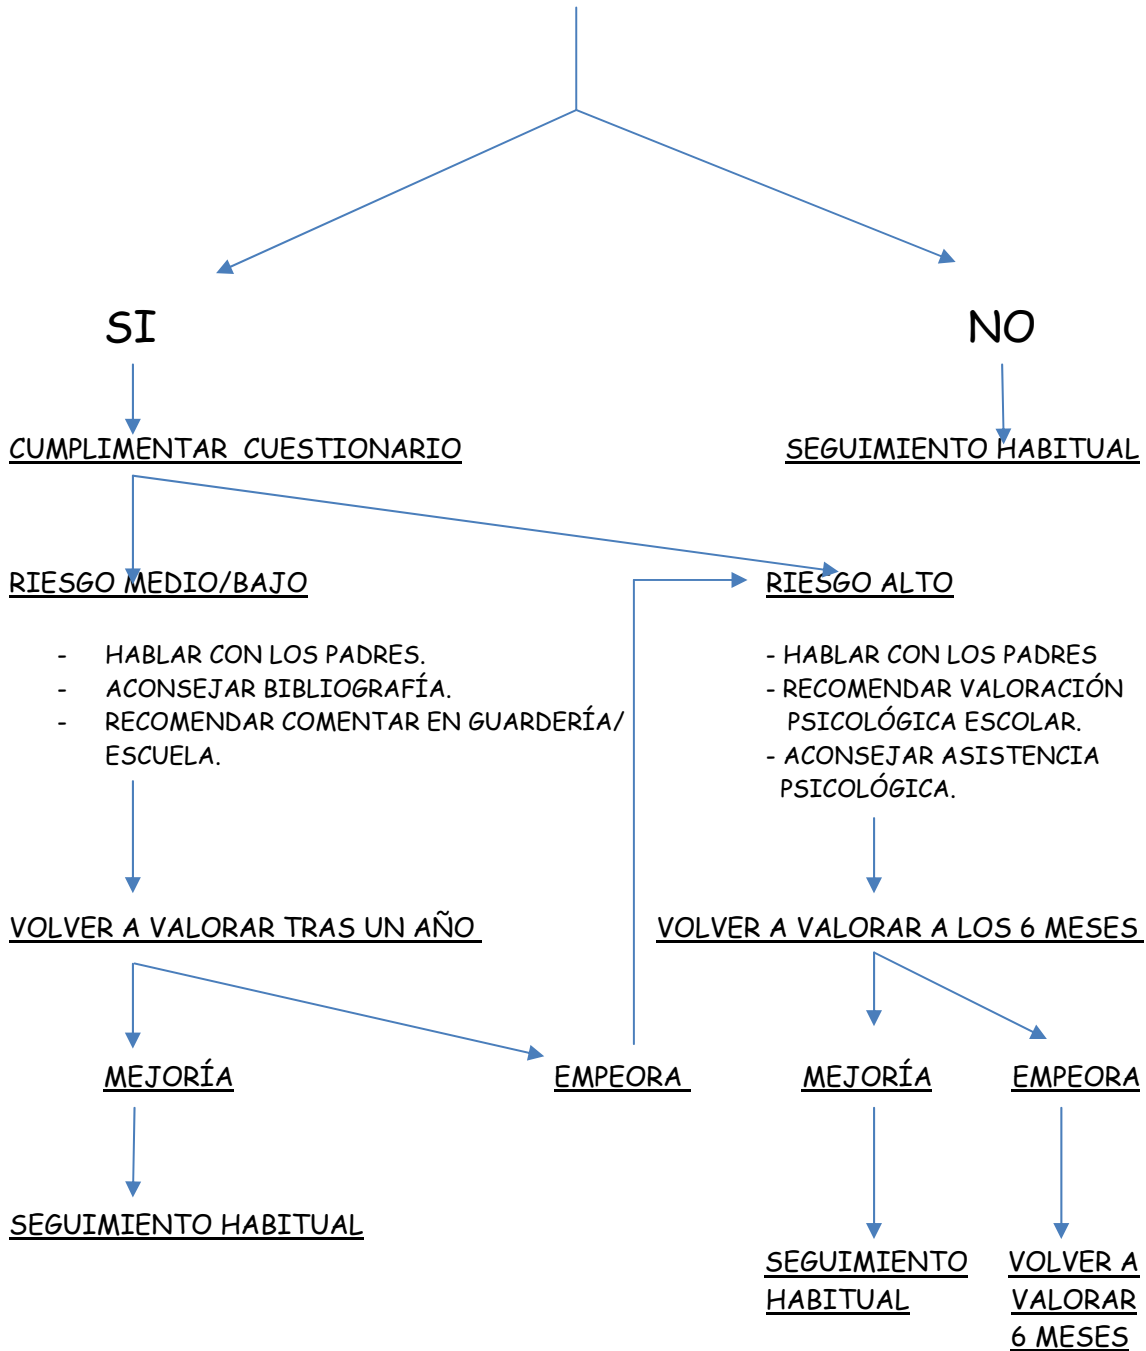 SI
NO
CUMPLIMENTAR CUESTIONARIO
SEGUIMIENTO HABITUAL
RIESGO MEDIO/BAJO
RIESGO ALTO
- HABLAR CON LOS PADRES.
- ACONSEJAR BIBLIOGRAFÍA.
- RECOMENDAR COMENTAR EN GUARDERÍA/
ESCUELA.
- HABLAR CON LOS PADRES
- RECOMENDAR VALORACIÓN
PSICOLÓGICA ESCOLAR.
- ACONSEJAR ASISTENCIA
PSICOLÓGICA.
VOLVER A VALORAR TRAS UN AÑO
VOLVER A VALORAR A LOS 6 MESES
MEJORÍA
EMPEORA
MEJORÍA
EMPEORA
SEGUIMIENTO HABITUAL
SEGUIMIENTO
HABITUAL
VOLVER A
VALORAR
6 MESES